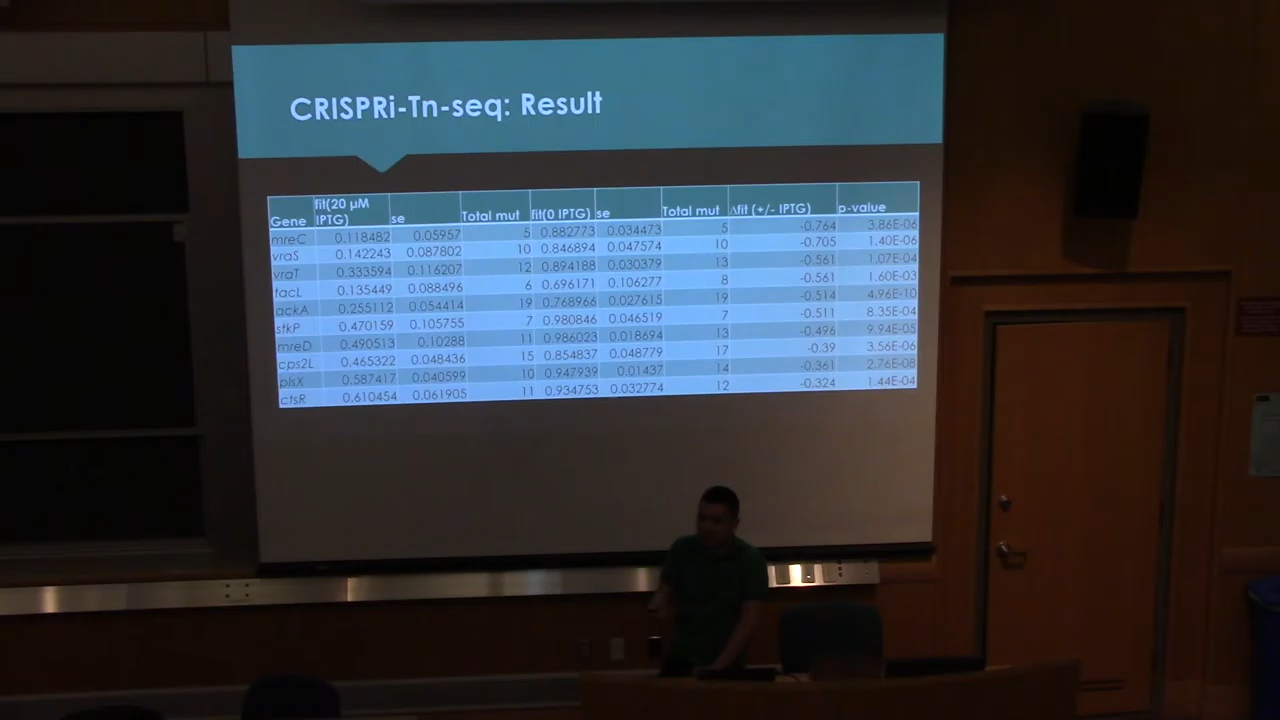 CRISPRi-Tn-seq: Result
Gene fit(20 µM IPTG) se Total mut fit(0 IPTG) se Total mut Δfit (+/- IPTG) p-value
mreC 0.118482 0.05957 5 0.882773 0.034473 5 -0.764 3.86E-06
vraS 0.142243 0.087802 10 0.846894 0.047574 10 -0.705 1.40E-06
vraT 0.333594 0.116207 12 0.894188 0.030379 13 -0.561 1.07E-04
tacL 0.135449 0.088496 6 0.696171 0.106277 8 -0.561 1.60E-03
ackA 0.255112 0.054414 19 0.768966 0.027615 19 -0.514 4.96E-10
stkP 0.470159 0.105755 7 0.980846 0.046519 7 -0.511 8.35E-04
mreD 0.490513 0.10288 11 0.986023 0.018694 13 -0.496 9.94E-05
cps2L 0.465322 0.048436 15 0.854837 0.048779 17 -0.39 3.56E-06
plsX 0.587417 0.040599 10 0.947939 0.01437 14 -0.361 2.76E-08
ctsR 0.610454 0.061905 11 0.934753 0.032774 12 -0.324 1.44E-04